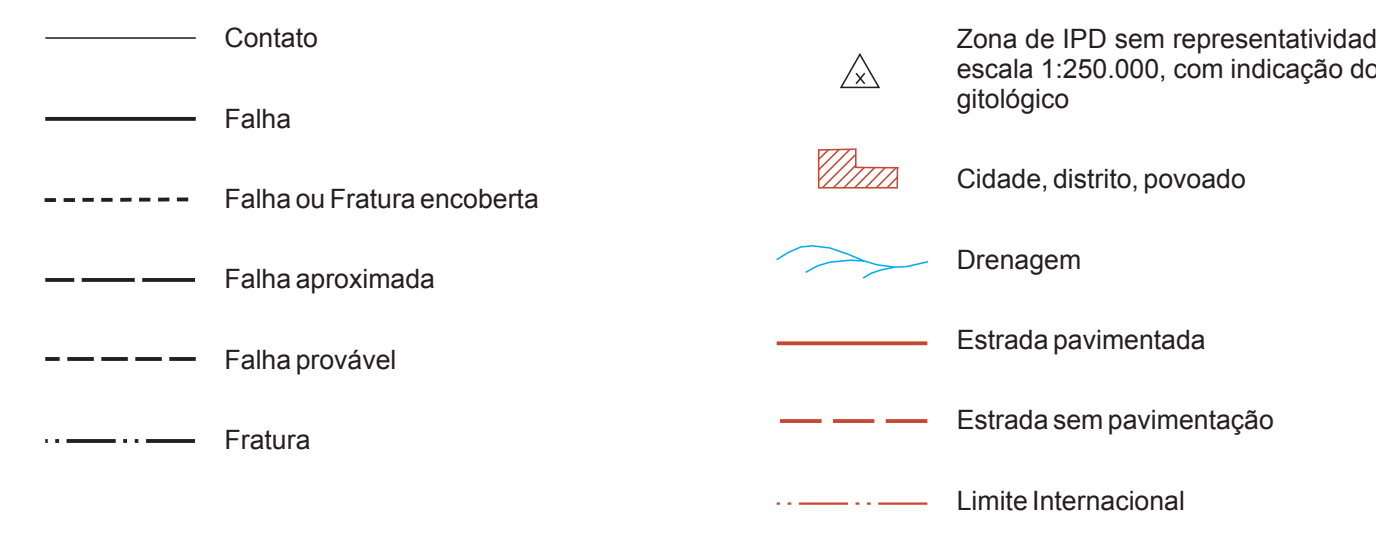 Contato
Falha
Falha ou Fratura encoberta
Falha aproximada
Falha provável
Fratura
Zona de IPD sem representatividad
escala 1:250.000, com indicação do
gitológico
x
Cidade, distrito, povoado
Drenagem
Estrada pavimentada
Estrada sem pavimentação
Limite Internacional